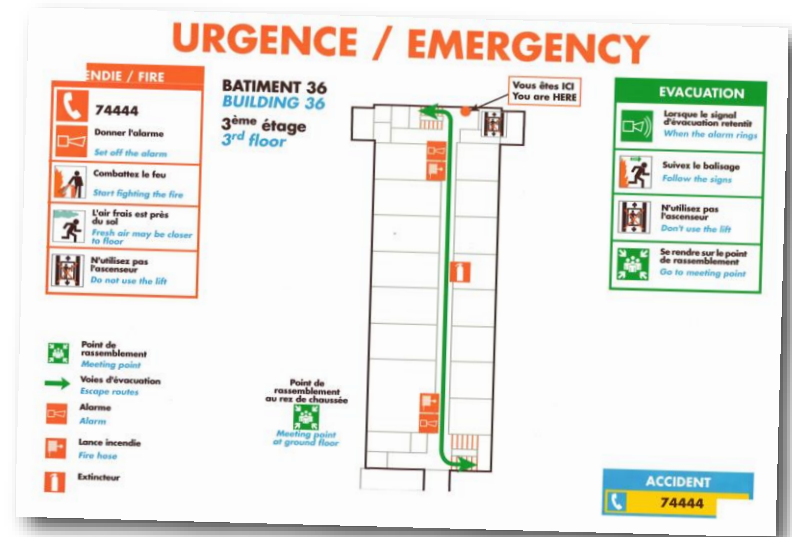 URGENCE / EMERGENCY
ENDIE / FIRE
74444
Donner l'alarme
Set off the alarm
Combattez le feu
Start fighting the fire
L'air frais est près
du sol
Fresh air may be closer
to floor
N'utilisez pas
l'ascenseur
Do not use the lift
BATIMENT 36
BUILDING 36
3ème étage
3rd floor
Vous êtes ICI
You are HERE
EVACUATION
Lorsque le signal
d'évacuation retentit
When the alarm rings
Suivez le balisage
Follow the signs
N'utilisez pas
l'ascenseur
Don't use the lift
Se rendre sur le point
de rassemblement
Go to meeting point
Point de
rassemblement
Meeting point
Voies d'évacuation
Escape routes
Alarme
Alarm
Lance incendie
Fire hose
Extincteur
Point de
rassemblement
au rez de chaussée
Meeting point
at ground floor
ACCIDENT
74444